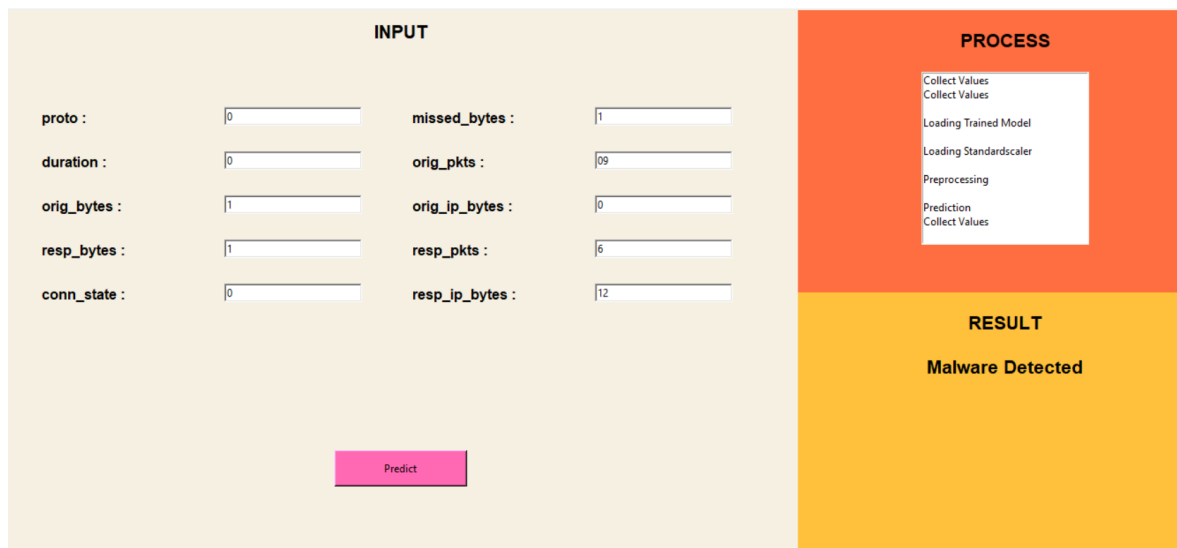 INPUT
proto :
0
missed_bytes :
1
duration :
0
orig_pkts :
09
orig_bytes :
1
orig_ip_bytes :
0
resp_bytes :
1
resp_pkts :
6
conn_state :
0
resp_ip_bytes :
12
Predict
PROCESS
Collect Values
Collect Values
Loading Trained Model
Loading Standardscaler
Preprocessing
Prediction
Collect Values
RESULT
Malware Detected